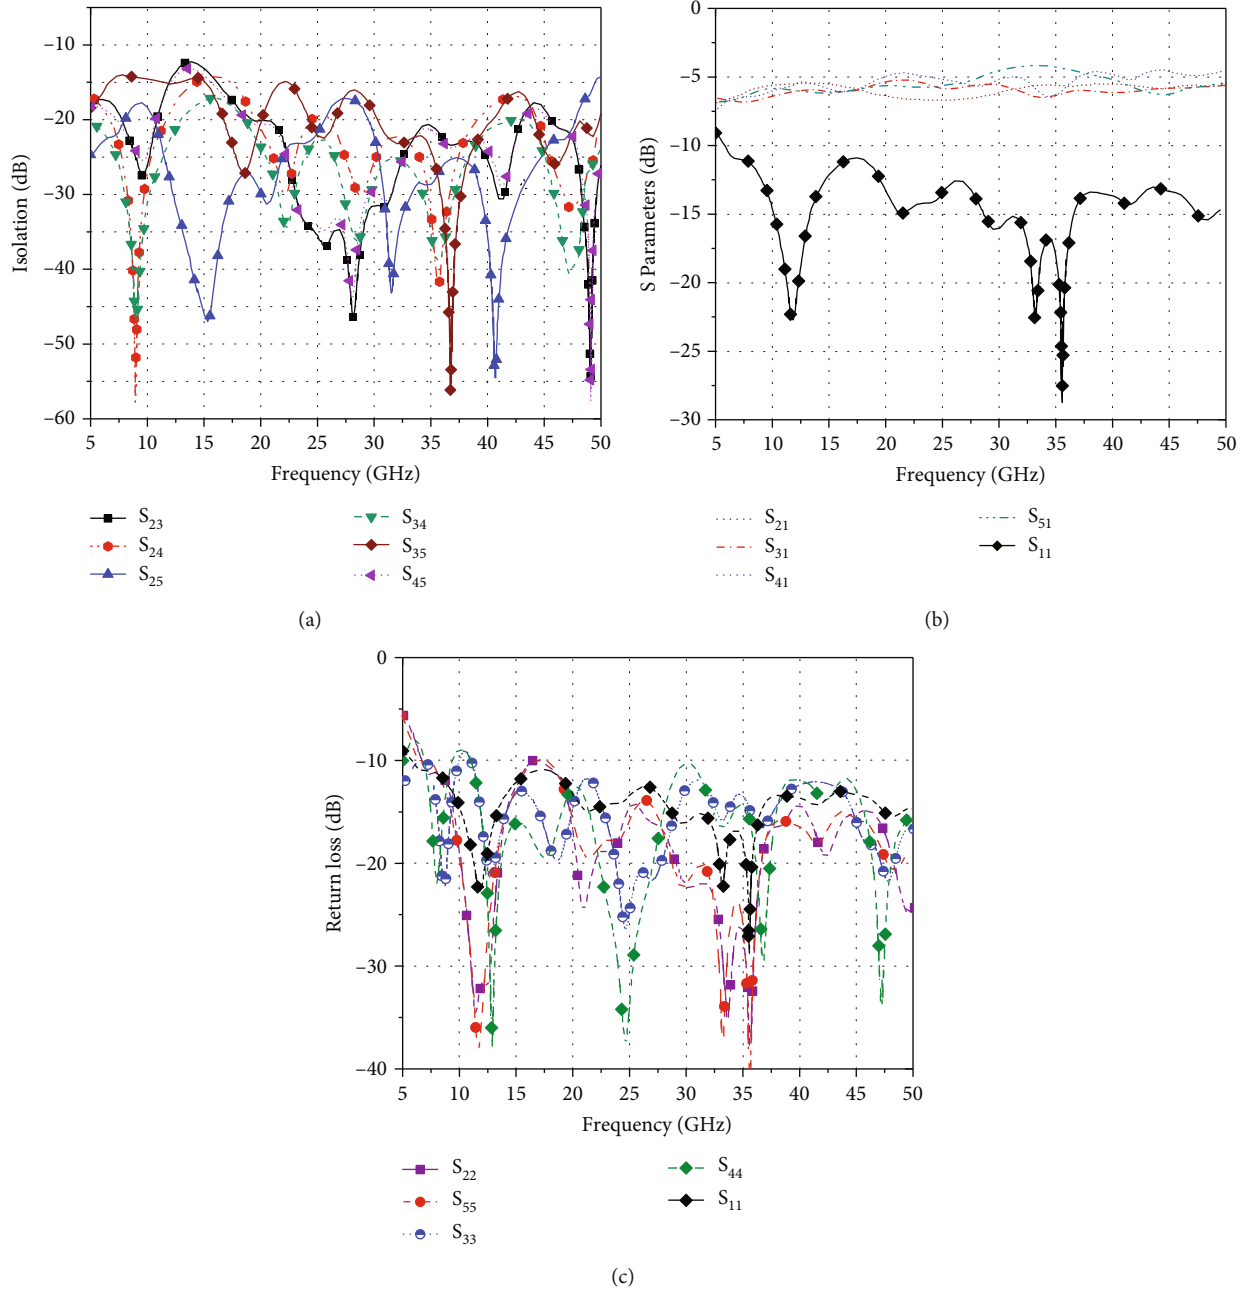 −10
−20
−30
−40
−50
−60
Isolation (dB)
5 10 15 20 25 30 35 40 45 50
Frequency (GHz)
S23
S24
S25
S34
S35
S45
(a)
0
−5
−10
−15
−20
−25
−30
S Parameters (dB)
5 10 15 20 25 30 35 40 45 50
Frequency (GHz)
S21
S31
S41
S51
S11
(b)
0
−10
−20
−30
−40
Return loss (dB)
5 10 15 20 25 30 35 40 45 50
Frequency (GHz)
S22
S55
S33
S44
S11
(c)